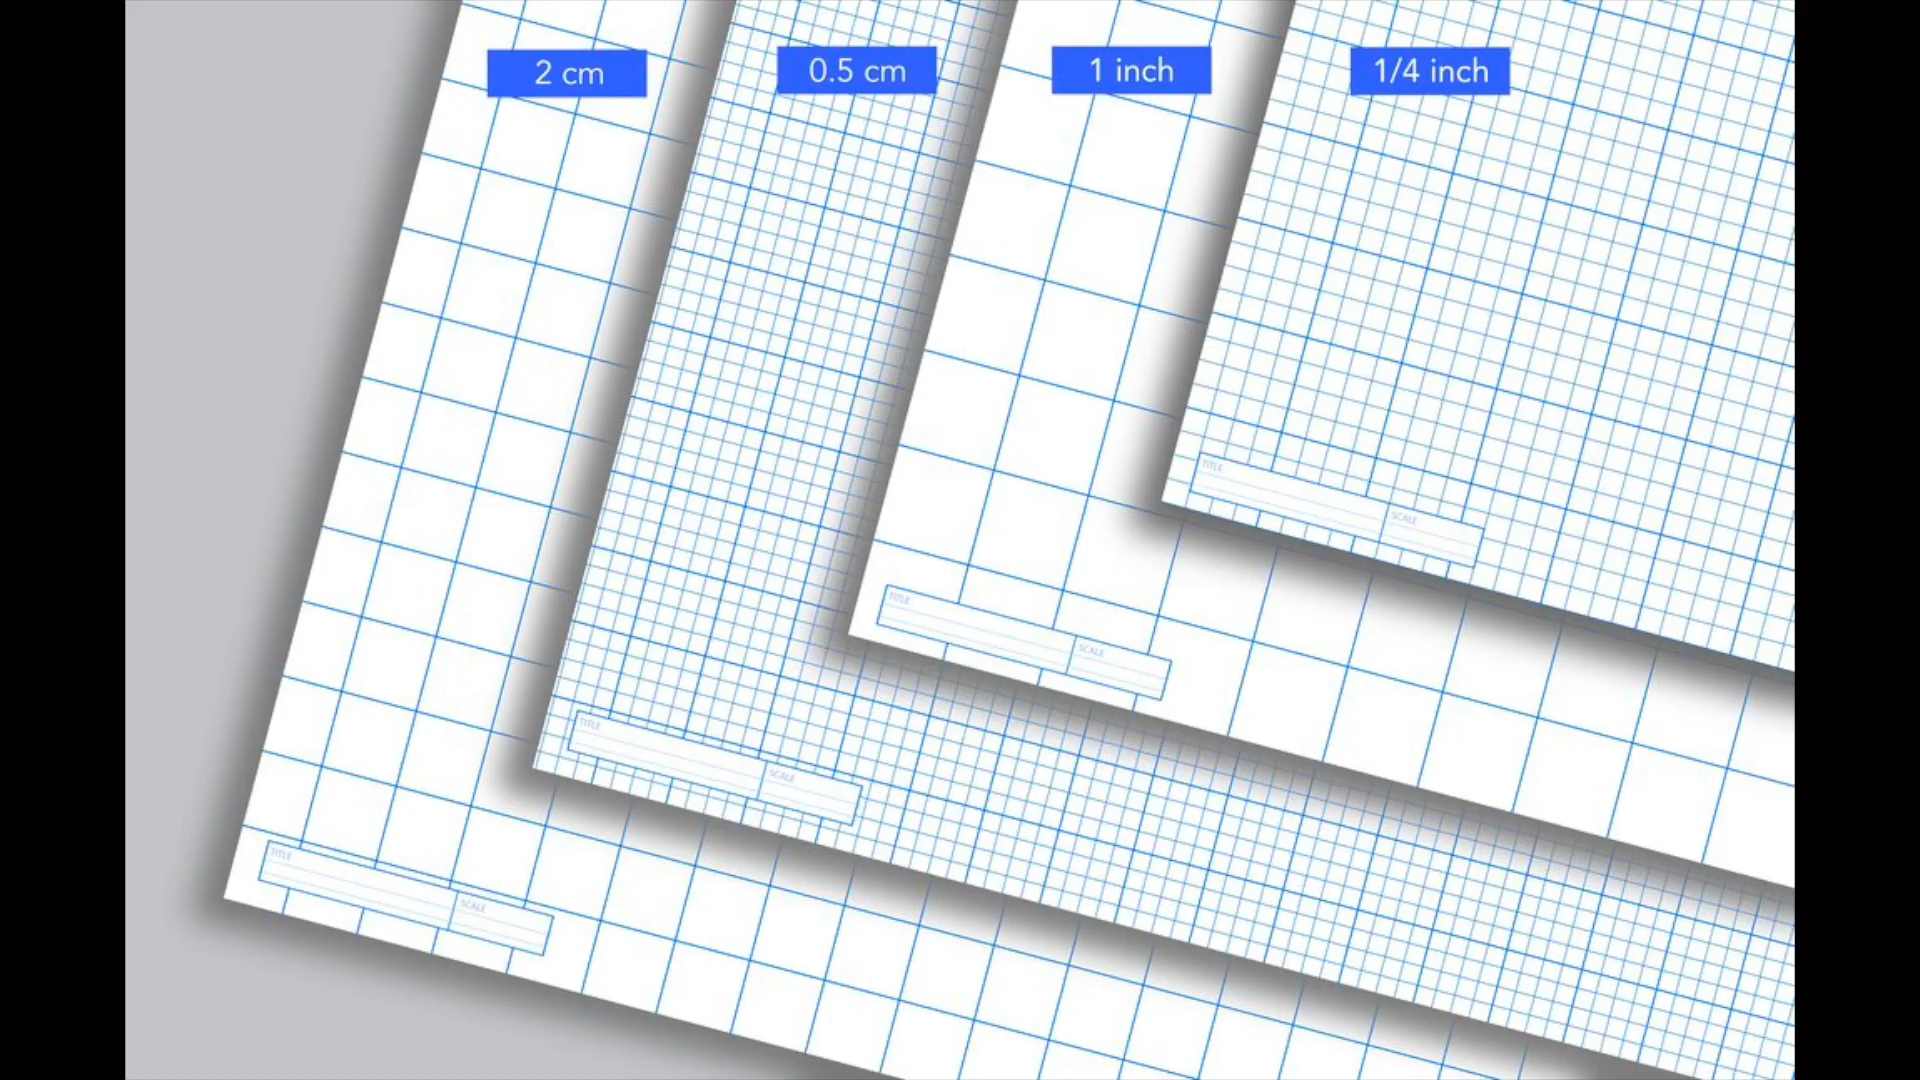 2 cm
0.5 cm
1 inch
1/4 inch
TITLE
SCALE
TITLE
SCALE
TITLE
SCALE
TITLE
SCALE